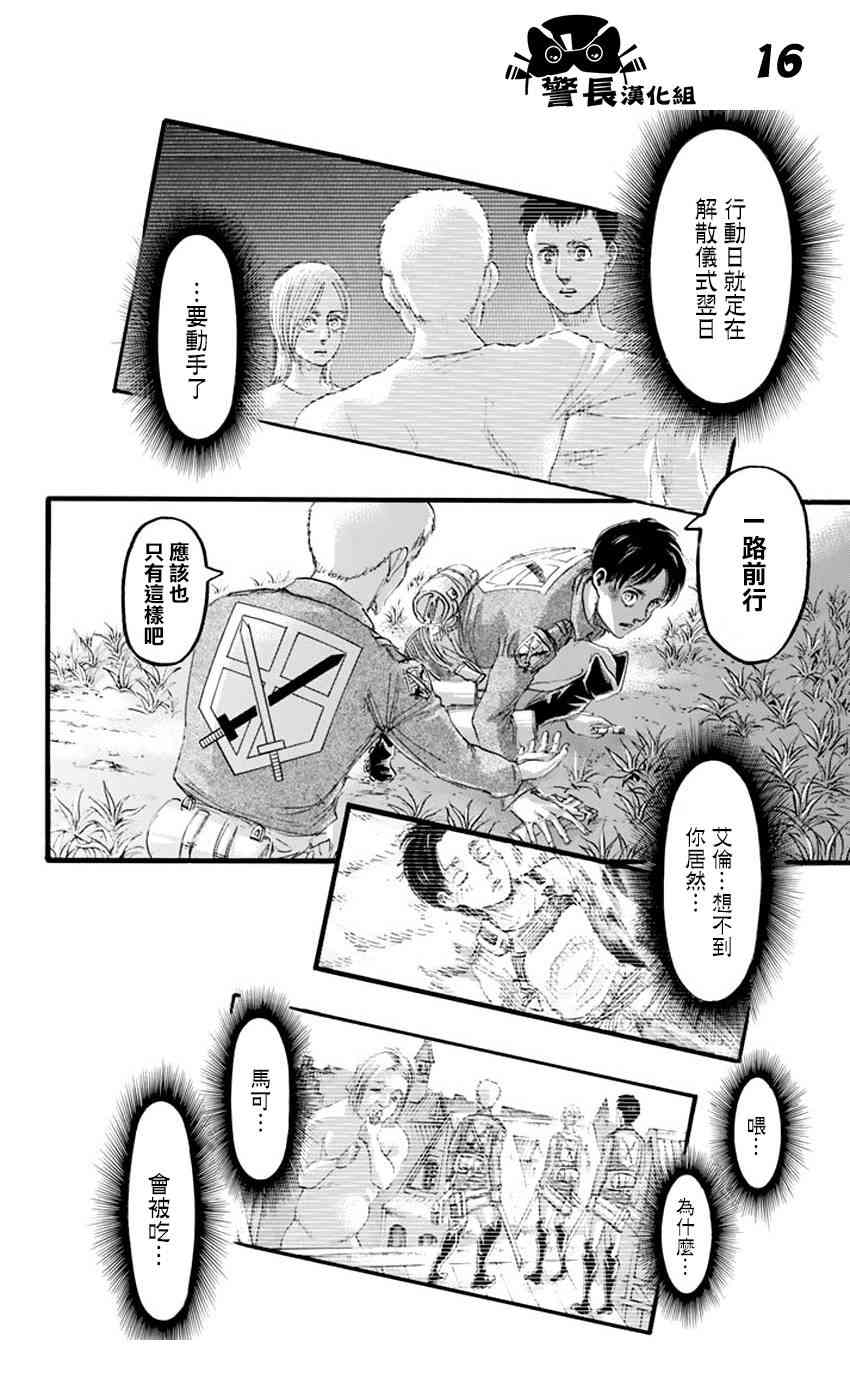 警長漢化組
16
行動日就定在
解散儀式翌日
…要動手了
一路前行
應該也
只有這樣吧
艾倫…想不到
你居然…
喂…
為什麼…
馬可…
會被吃…